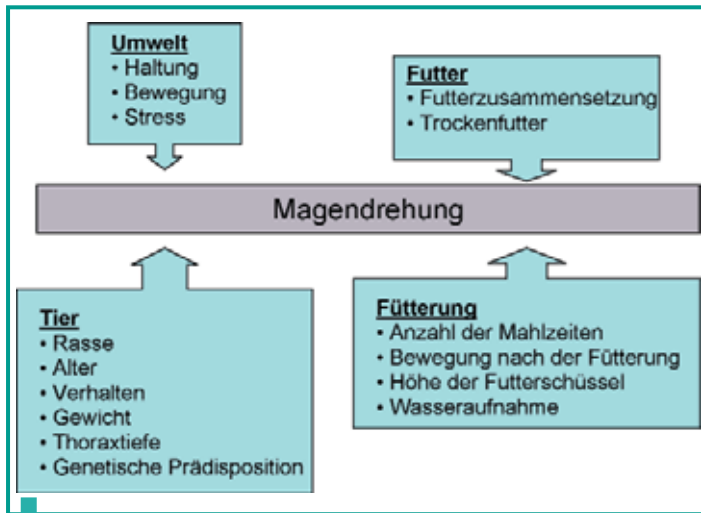 Umwelt
• Haltung
• Bewegung
• Stress
Futter
• Futterzusammensetzung
• Trockenfutter
Magendrehung
Tier
• Rasse
• Alter
• Verhalten
• Gewicht
• Thoraxtiefe
• Genetische Prädisposition
Fütterung
• Anzahl der Mahlzeiten
• Bewegung nach der Fütterung
• Höhe der Futterschüssel
• Wasseraufnahme